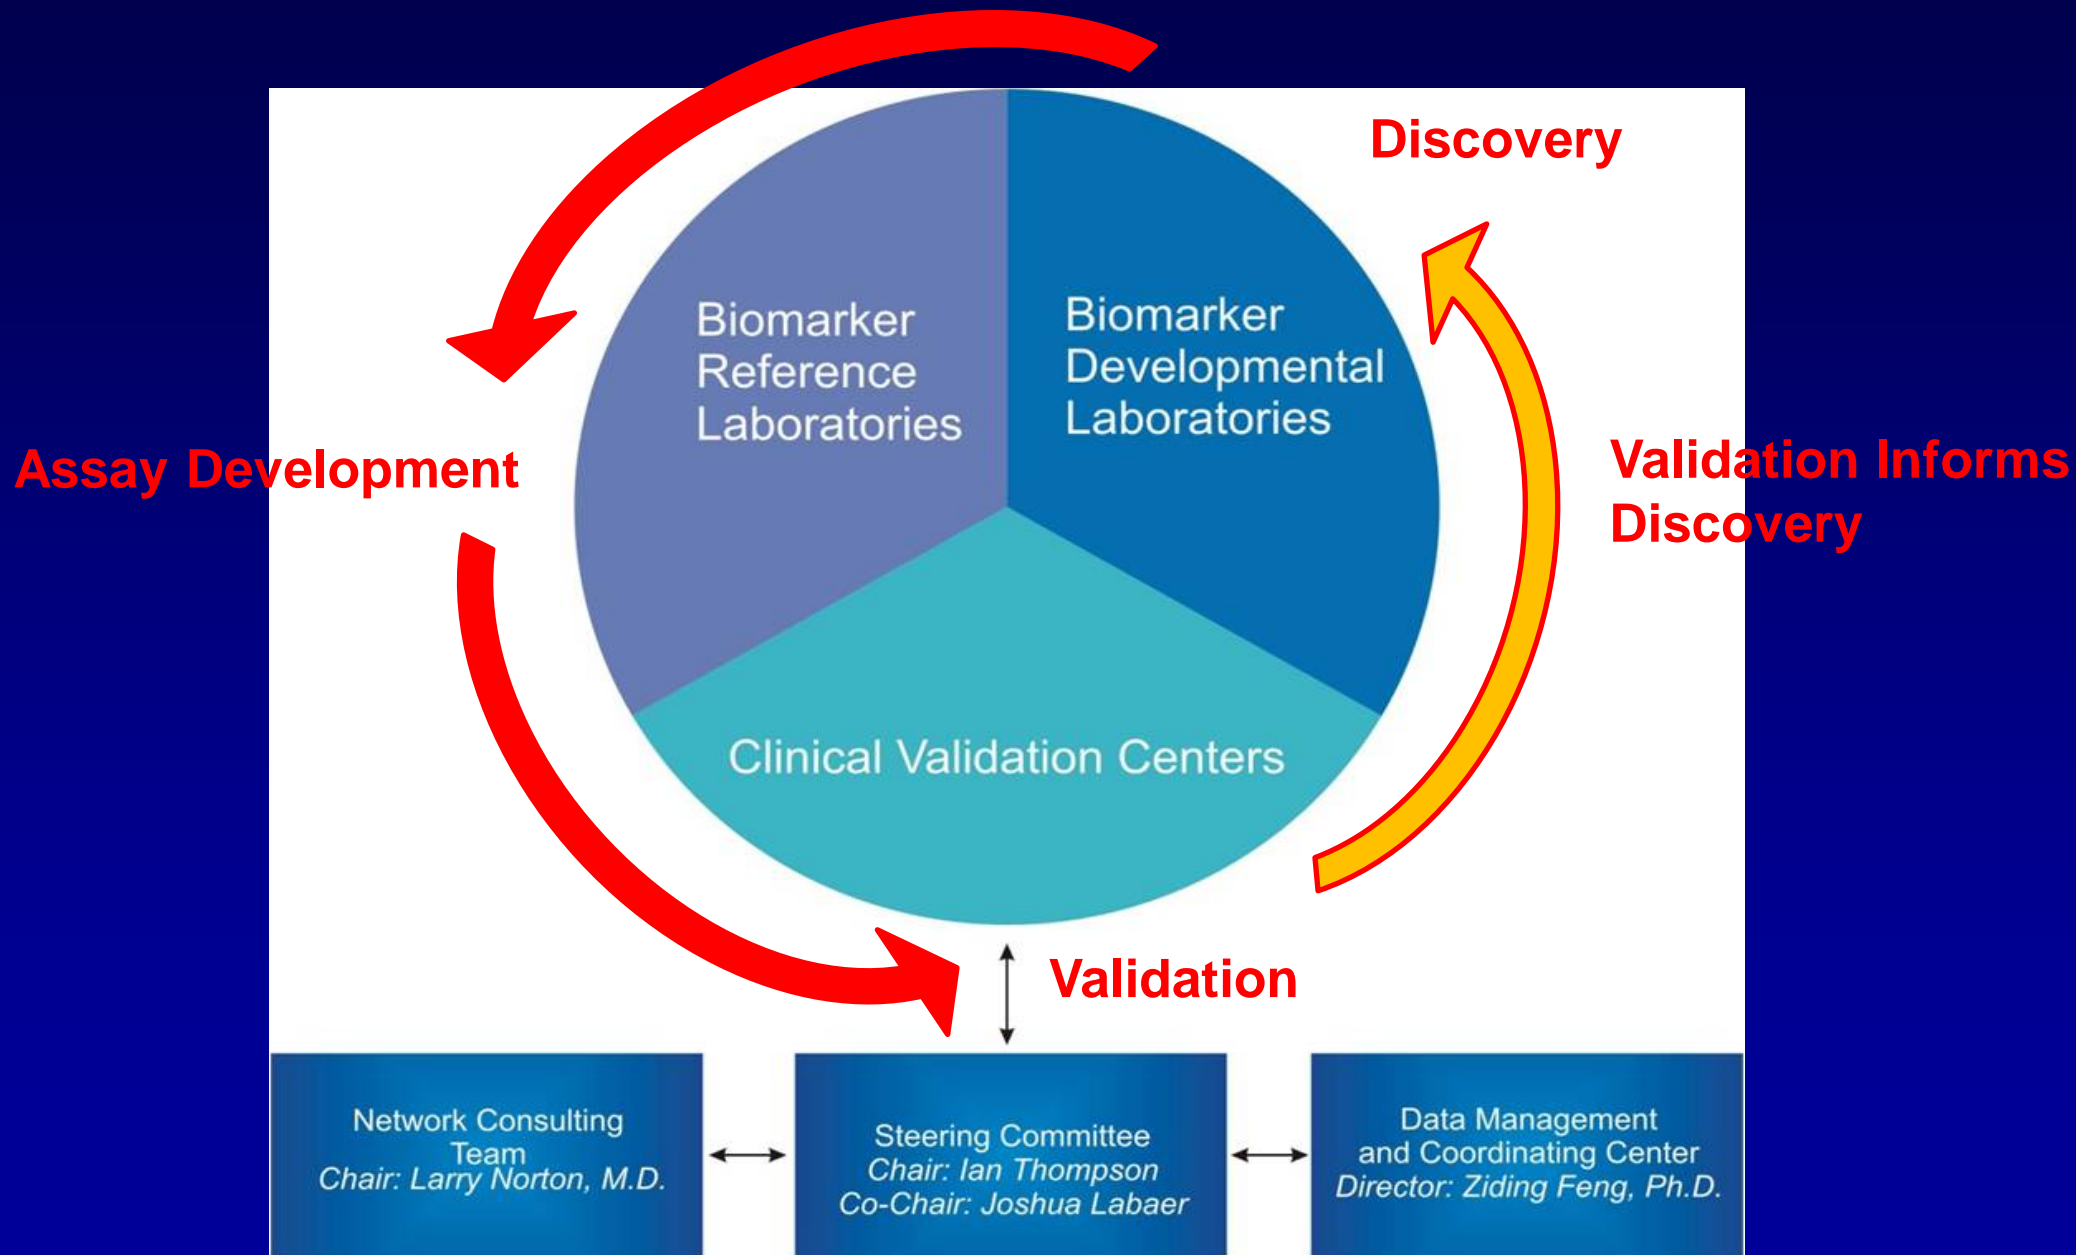 Discovery
Biomarker
Reference
Laboratories
Biomarker
Developmental
Laboratories
Assay Development
Validation Informs
Discovery
Clinical Validation Centers
Validation
Network Consulting
Team
Chair: Larry Norton, M.D.
Steering Committee
Chair: Ian Thompson
Co-Chair: Joshua Labaer
Data Management
and Coordinating Center
Director: Ziding Feng, Ph.D.